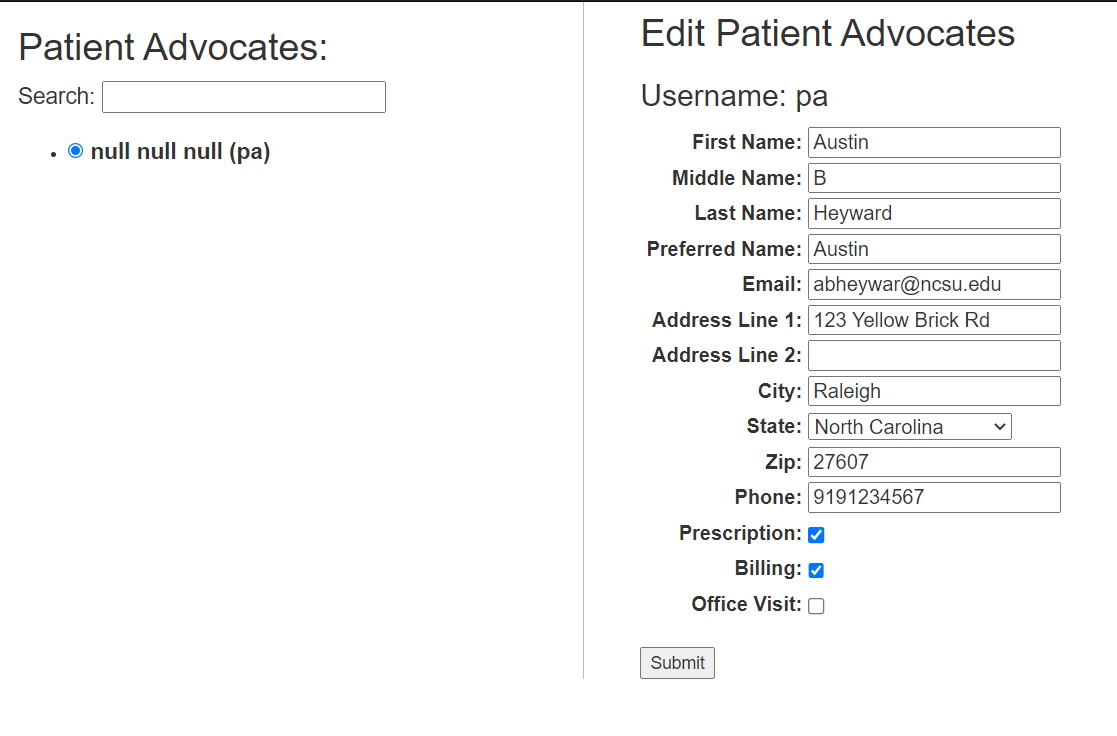 Patient Advocates:
Search:
null null null (pa)
Edit Patient Advocates
Username: pa
First Name: Austin
Middle Name: B
Last Name: Heyward
Preferred Name: Austin
Email: abheywar@ncsu.edu
Address Line 1: 123 Yellow Brick Rd
Address Line 2:
City: Raleigh
State: North Carolina
Zip: 27607
Phone: 9191234567
Prescription:
Billing:
Office Visit:
Submit